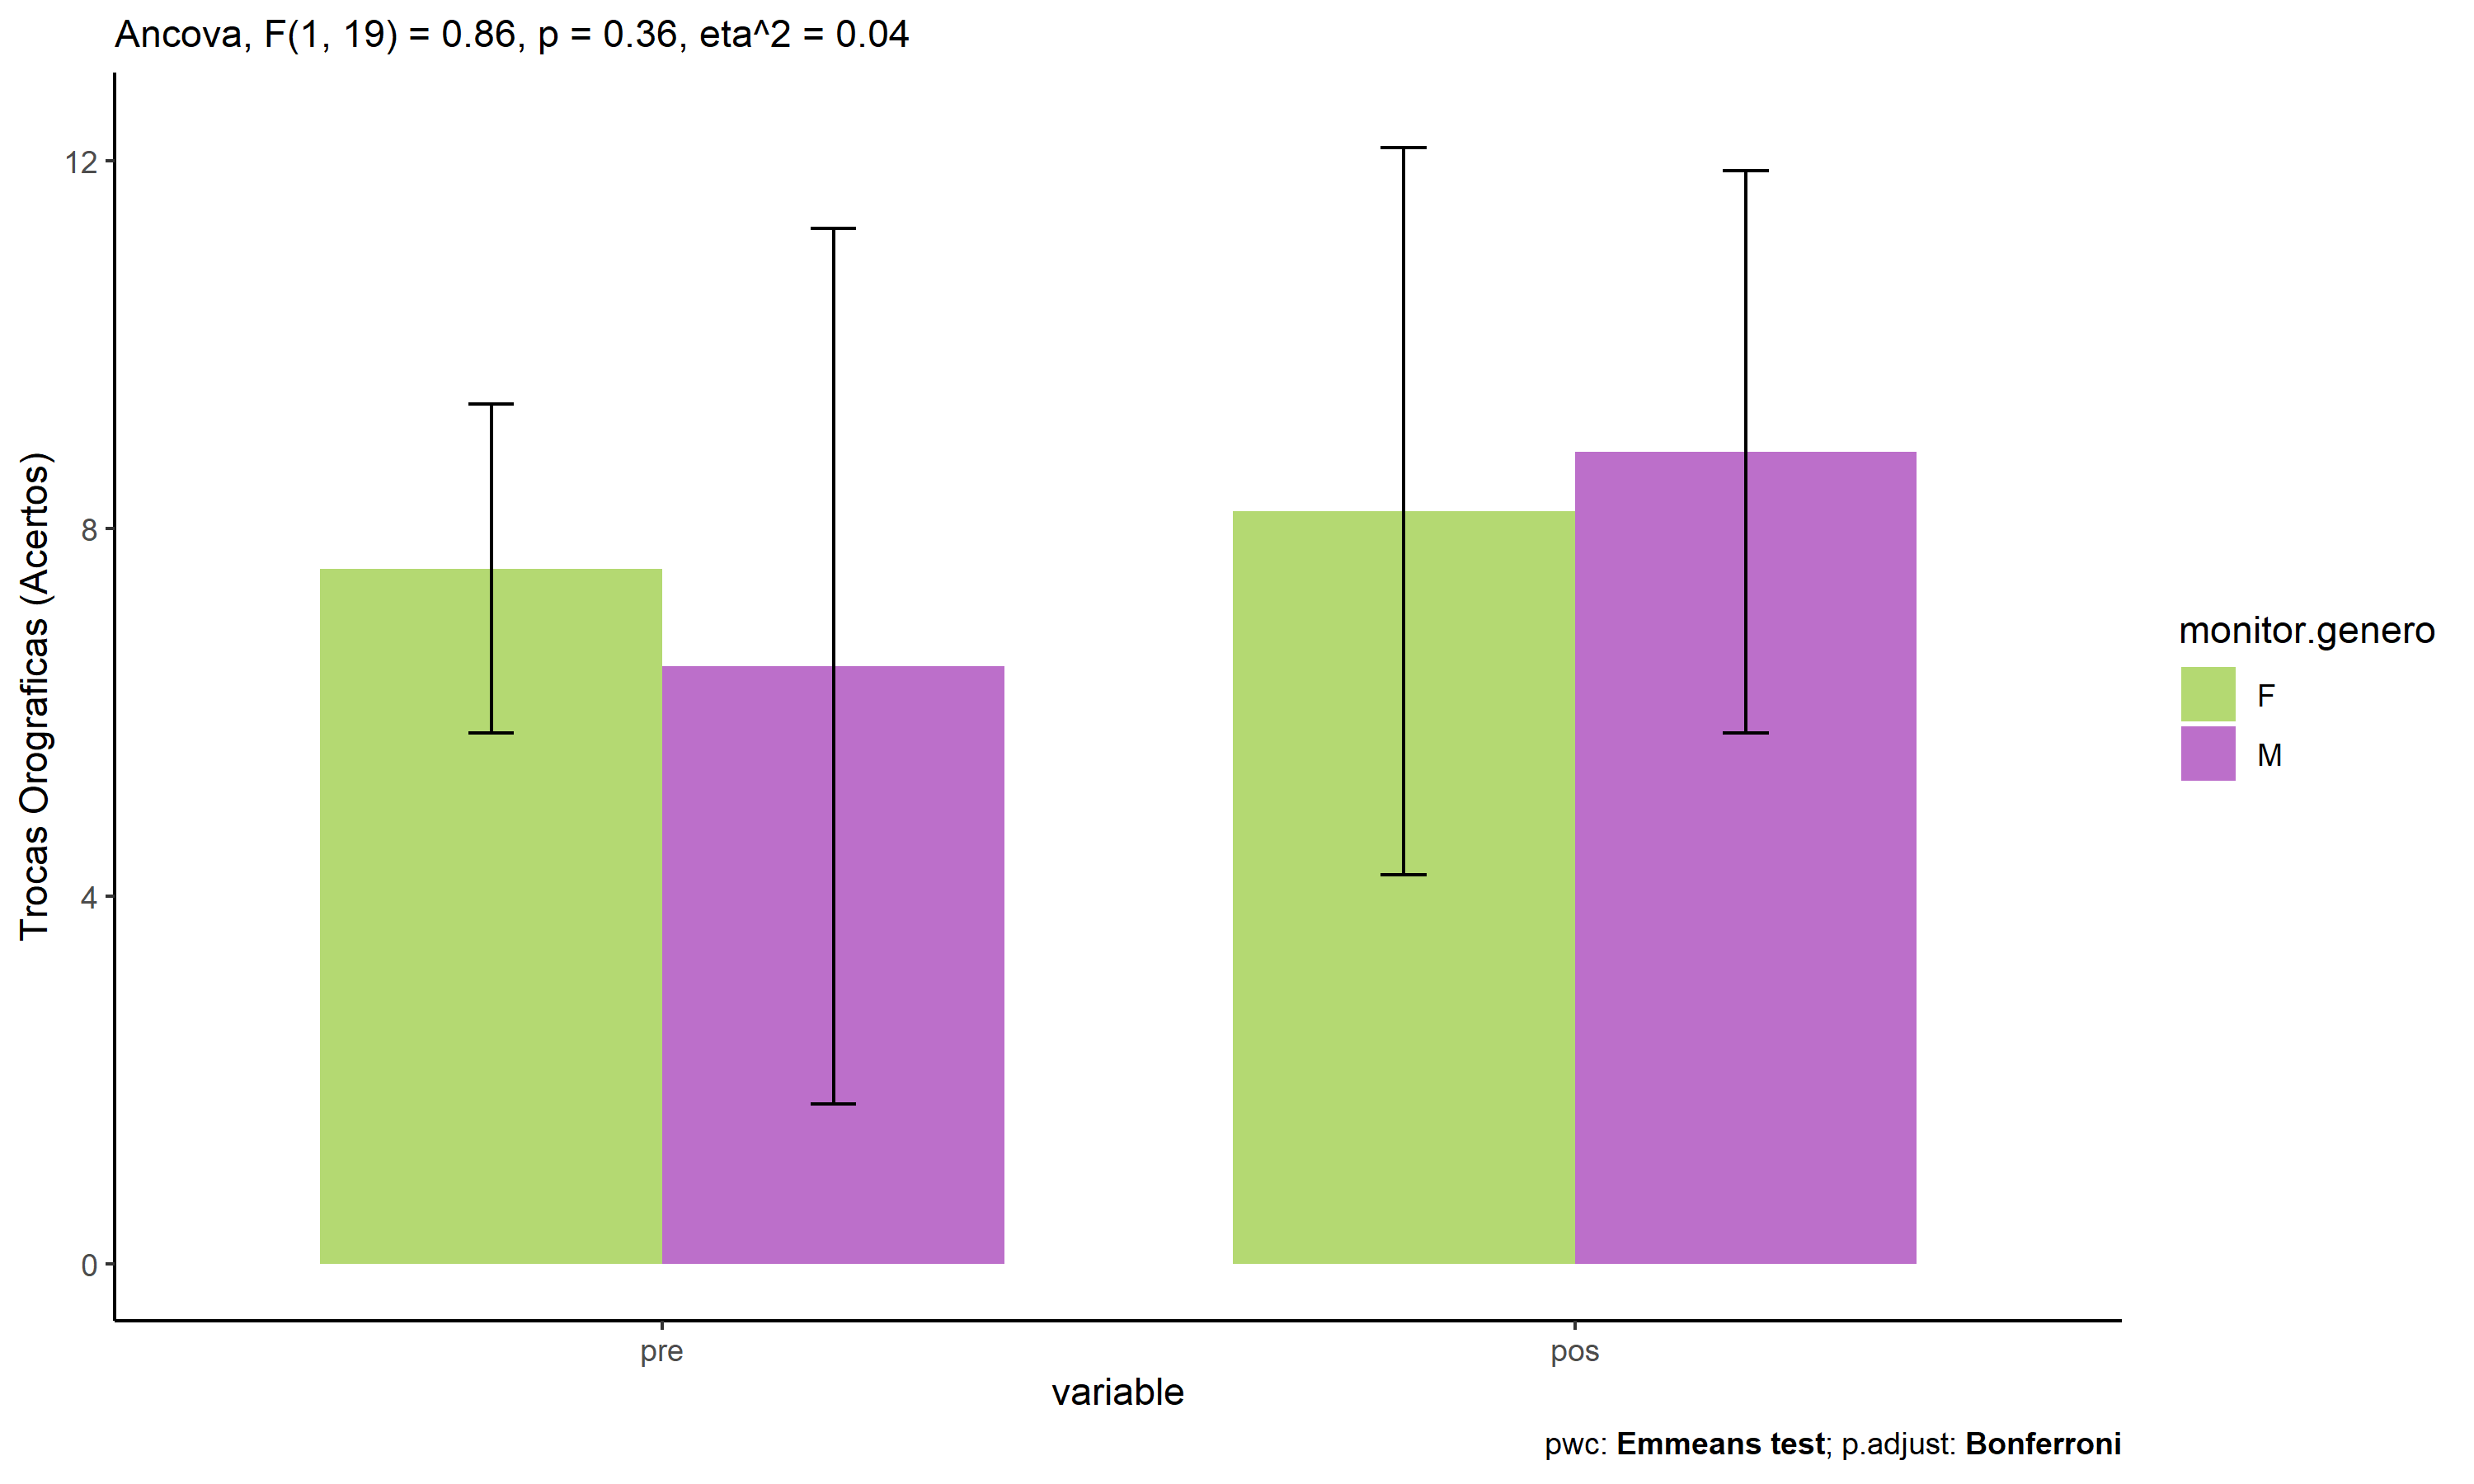 Ancova, F(1, 19) = 0.86, p = 0.36, eta^2 = 0.04
Trocas Orograficas (Acertos)
12
8
4
0
pre
pos
variable
monitor.genero
F
M
pwc: Emmeans test; p.adjust: Bonferroni